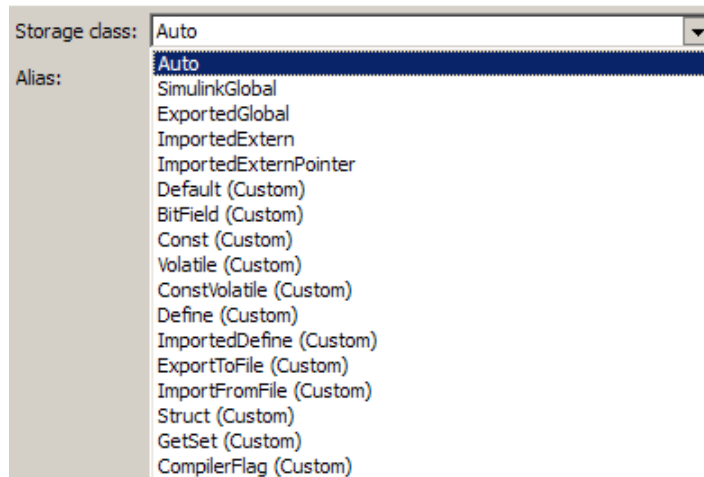 Storage class: Auto
Alias:
Auto
SimulinkGlobal
ExportedGlobal
ImportedExtern
ImportedExternPointer
Default (Custom)
BitField (Custom)
Const (Custom)
Volatile (Custom)
ConstVolatile (Custom)
Define (Custom)
ImportedDefine (Custom)
ExportToFile (Custom)
ImportFromFile (Custom)
Struct (Custom)
GetSet (Custom)
CompilerFlag (Custom)